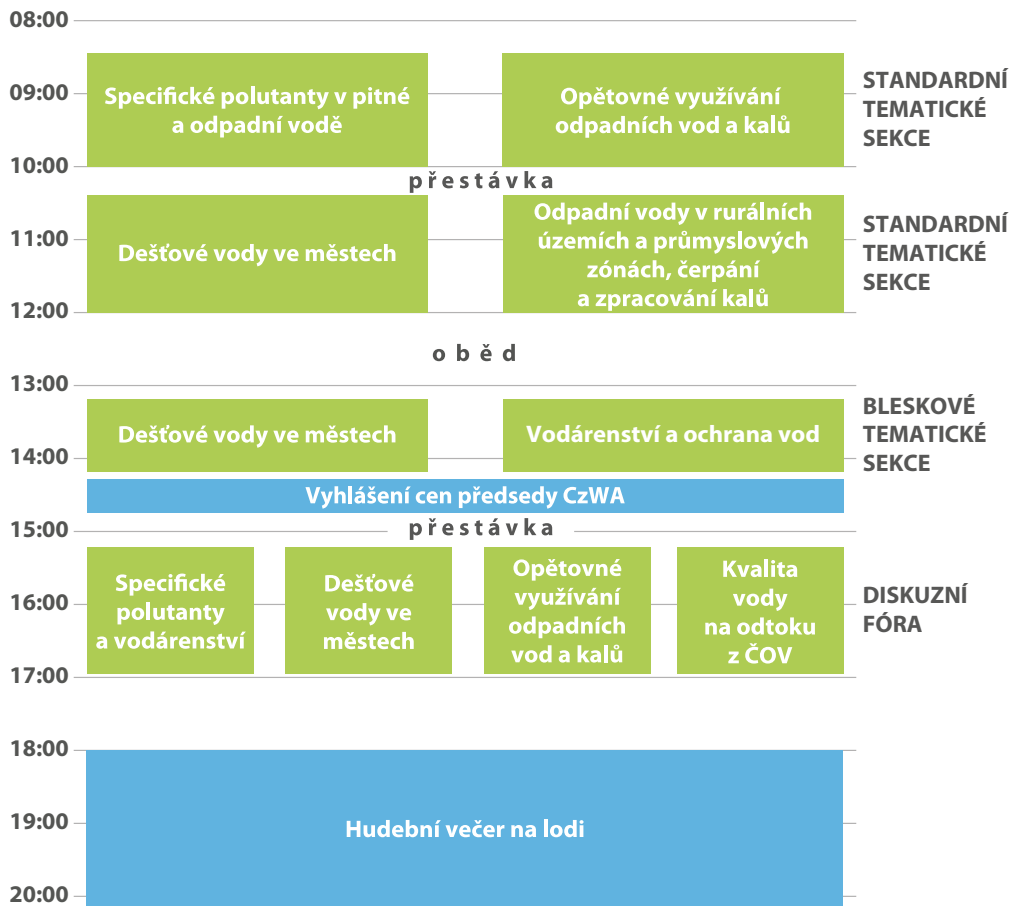 08:00
09:00
Specifické polutanty v pitné
a odpadní vodě
Opětovné využívání
odpadních vod a kalů
STANDARDNÍ
TEMATICKÉ
SEKCE
10:00
přestávka
11:00
Dešťové vody ve městech
Odpadní vody v rurálních
územích a průmyslových
zónách, čerpání
a zpracování kalů
STANDARDNÍ
TEMATICKÉ
SEKCE
12:00
oběd
13:00
Dešťové vody ve městech
Vodárenství a ochrana vod
BLESKOVÉ
TEMATICKÉ
SEKCE
14:00
Vyhlášení cen předsedy CzWA
15:00
přestávka
16:00
Specifické
polutanty
a vodárenství
Dešťové
vody ve
městech
Opětovné
využívání
odpadních
vod a kalů
Kvalita
vody
na odtoku
z ČOV
DISKUZNÍ
FÓRA
17:00
18:00
19:00
Hudební večer na lodi
20:00